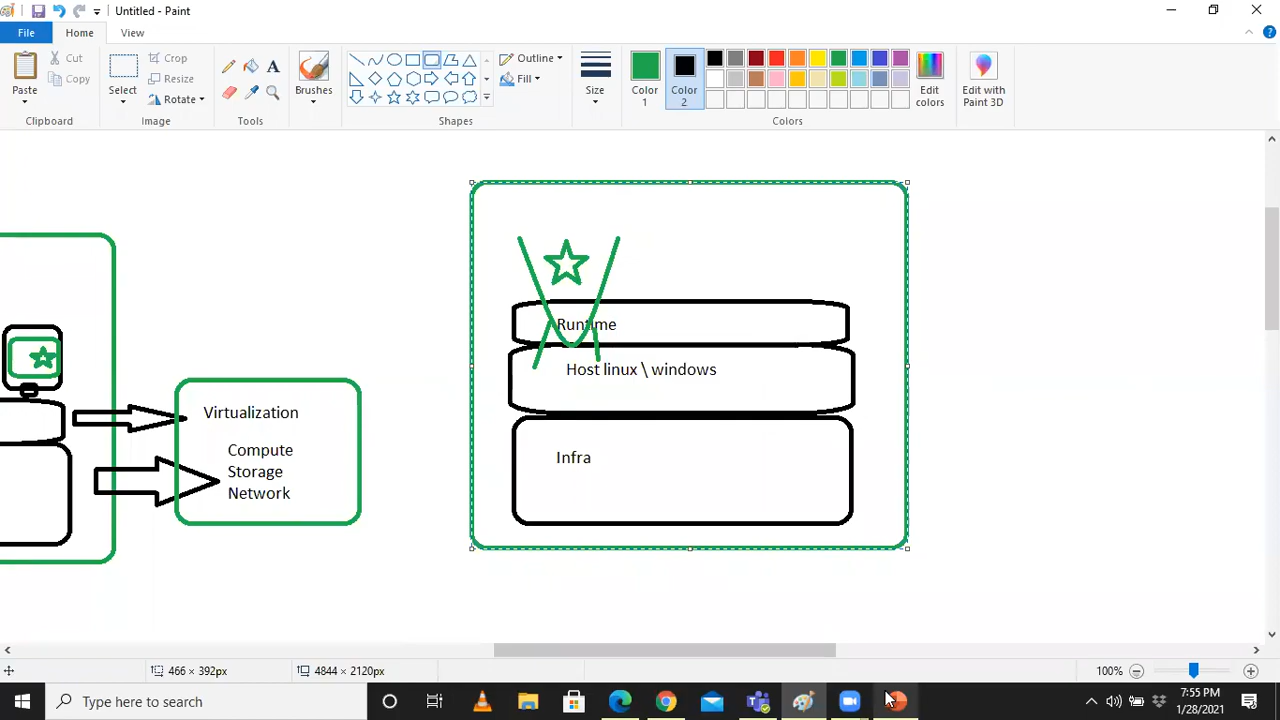 Untitled - Paint
File
Home
View
Paste
Cut
Copy
Clipboard
Select
Crop
Resize
Rotate
Image
A
Tools
Brushes
Shapes
Outline
Fill
Size
Color
1
Color
2
Edit
colors
Colors
Edit with
Paint 3D
Virtualization
Compute
Storage
Network
Runtime
Host linux \ windows
Infra
466 × 392px
4844 × 2120px
100%
Type here to search
7:55 PM
1/28/2021